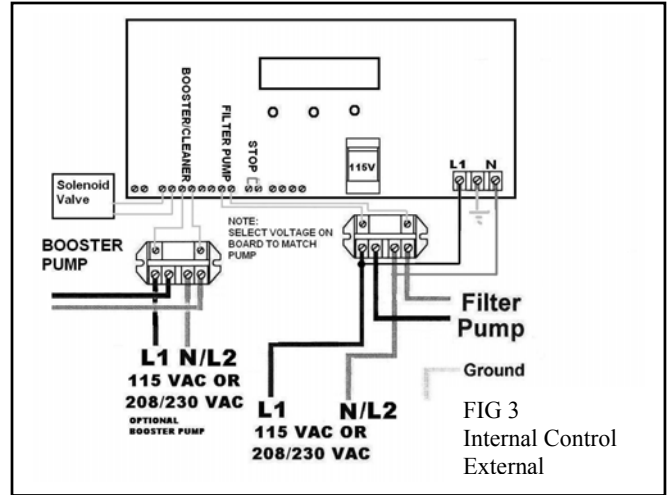 BOOSTER/CLEANER
FILTER PUMP
STOP
115V
L1 N
Solenoid
Valve
NOTE:
SELECT VOLTAGE ON
BOARD TO MATCH
PUMP
BOOSTER
PUMP
Filter
Pump
L1 N/L2
115 VAC OR
208/230 VAC
OPTIONAL
BOOSTER PUMP
Ground
L1 N/L2
115 VAC OR
208/230 VAC
FIG 3
Internal Control
External